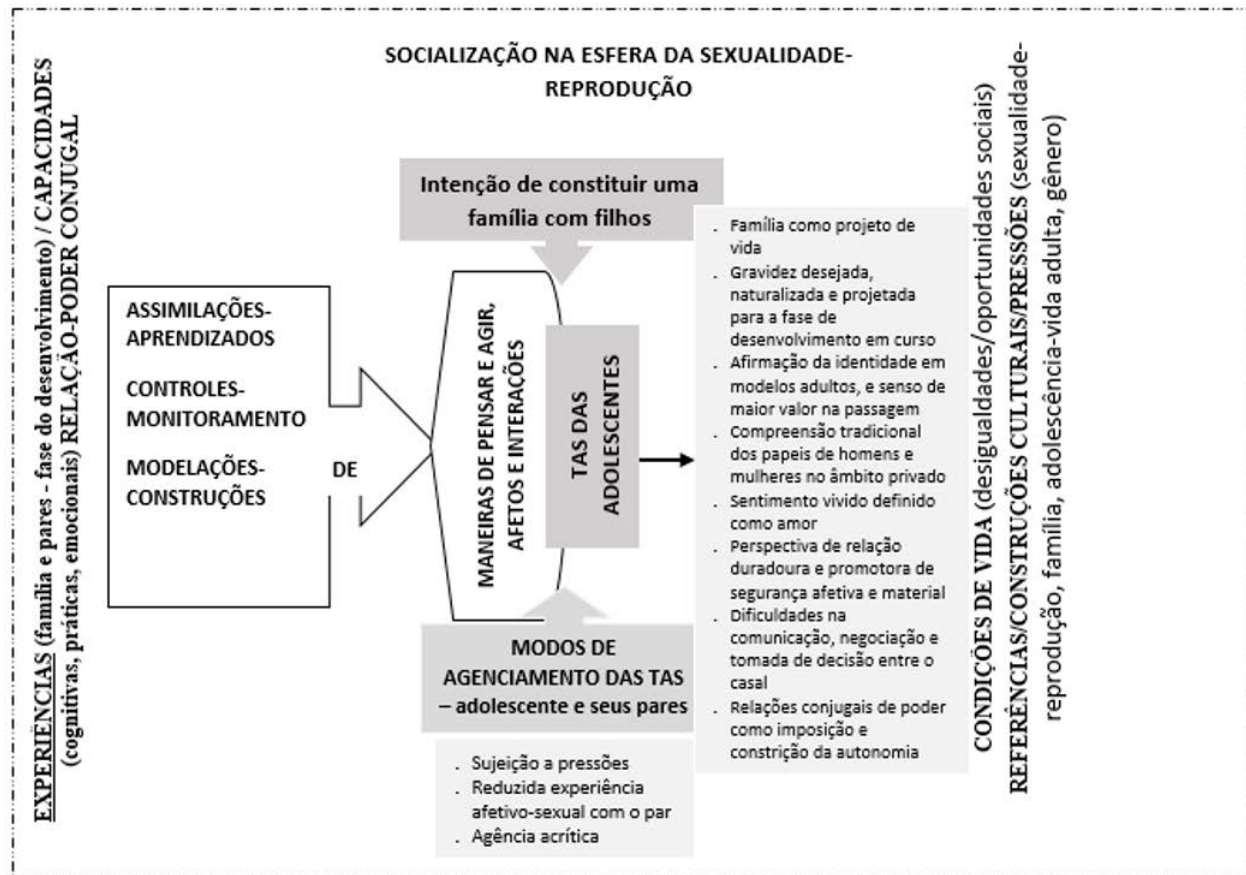 SOCIALIZAÇÃO NA ESFERA DA SEXUALIDADE-
REPRODUÇÃO
EXPERIÊNCIAS (família e pares - fase do desenvolvimento) / CAPACIDADES
(cognitivas, práticas, emocionais) RELAÇÃO-PODER CONJUGAL
ASSIMILAÇÕES-
APRENDIZADOS
CONTROLES-
MONITORAMENTO
MODELAÇÕES-
CONSTRUÇÕES
DE
Intenção de constituir uma
família com filhos
MANEIRAS DE PENSAR E AGIR,
AFETOS E INTERAÇÕES
TAS DAS
ADOLESCENTES
MODOS DE
AGENCIAMENTO DAS TAS
– adolescente e seus pares
. Sujeição a pressões
. Reduzida experiência
afetivo-sexual com o par
. Agência acrítica
. Família como projeto de
vida
. Gravidez desejada,
naturalizada e projetada
para a fase de
desenvolvimento em curso
. Afirmação da identidade em
modelos adultos, e senso de
maior valor na passagem
. Compreensão tradicional
dos papeis de homens e
mulheres no âmbito privado
. Sentimento vivido definido
como amor
. Perspectiva de relação
duradoura e promotora de
segurança afetiva e material
. Dificuldades na
comunicação, negociação e
tomada de decisão entre o
casal
. Relações conjugais de poder
como imposição e
constrição da autonomia
CONDIÇÕES DE VIDA (desigualdades/oportunidades sociais)
REFERÊNCIAS/CONSTRUÇÕES CULTURAIS/PRESSÕES (sexualidade-
reprodução, família, adolescência-vida adulta, gênero)